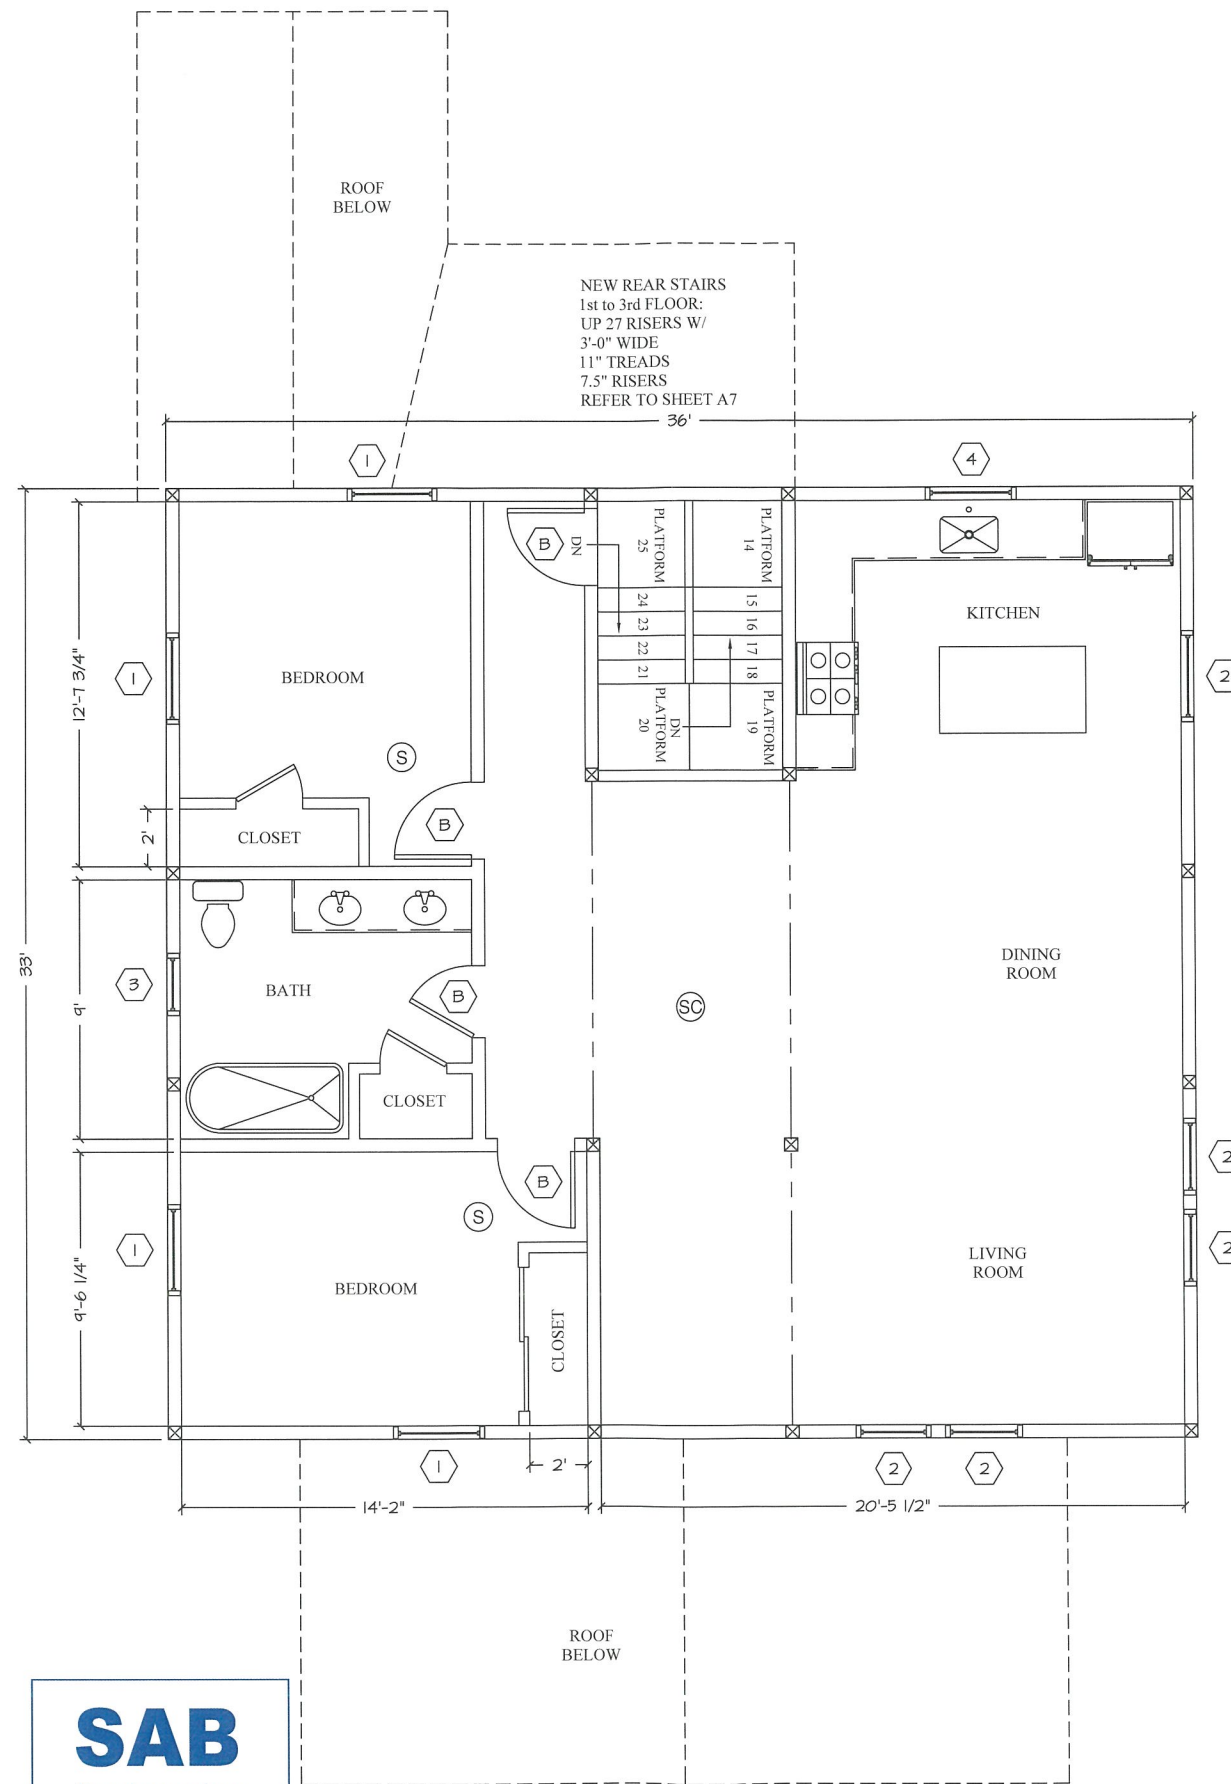 ROOF
BELOW
NEW REAR STAIRS
1st to 3rd FLOOR:
UP 27 RISERS W/
3'-0" WIDE
11" TREADS
7.5" RISERS
REFER TO SHEET A7
36'
1
4
B
DN
PLATFORM
25
PLATFORM
14
24
23
22
21
15
16
17
18
KITCHEN
12'-7 3/4"
1
BEDROOM
2
DN
PLATFORM
20
PLATFORM
19
S
2'
CLOSET
B
33'
9'
3
BATH
B
SC
DINING
ROOM
CLOSET
2
B
S
1
2
9'-6 1/4"
BEDROOM
CLOSET
LIVING
ROOM
1
2'
2
2
14'-2"
20'-5 1/2"
ROOF
BELOW
SAB